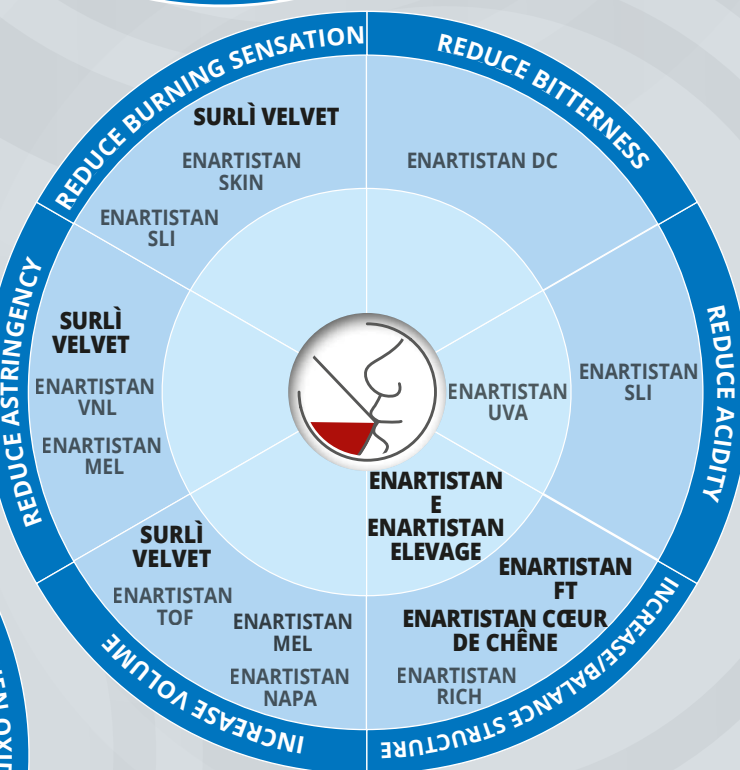 REDUCE BURNING SENSATION
SURLÌ VELVET
ENARTISTAN
SKIN
ENARTISTAN
SLI
REDUCE BITTERNESS
ENARTISTAN DC
REDUCE ACIDITY
ENARTISTAN
SLI
ENARTISTAN
UVA
INCREASE/BALANCE STRUCTURE
ENARTISTAN
E
ENARTISTAN
ELEVAGE
ENARTISTAN
FT
ENARTISTAN CŒUR
DE CHÊNE
ENARTISTAN
RICH
INCREASE VOLUME
SURLÌ
VELVET
ENARTISTAN
TOF
ENARTISTAN
MEL
ENARTISTAN
NAPA
REDUCE ASTRINGENCY
SURLÌ
VELVET
ENARTISTAN
VNL
ENARTISTAN
MEL